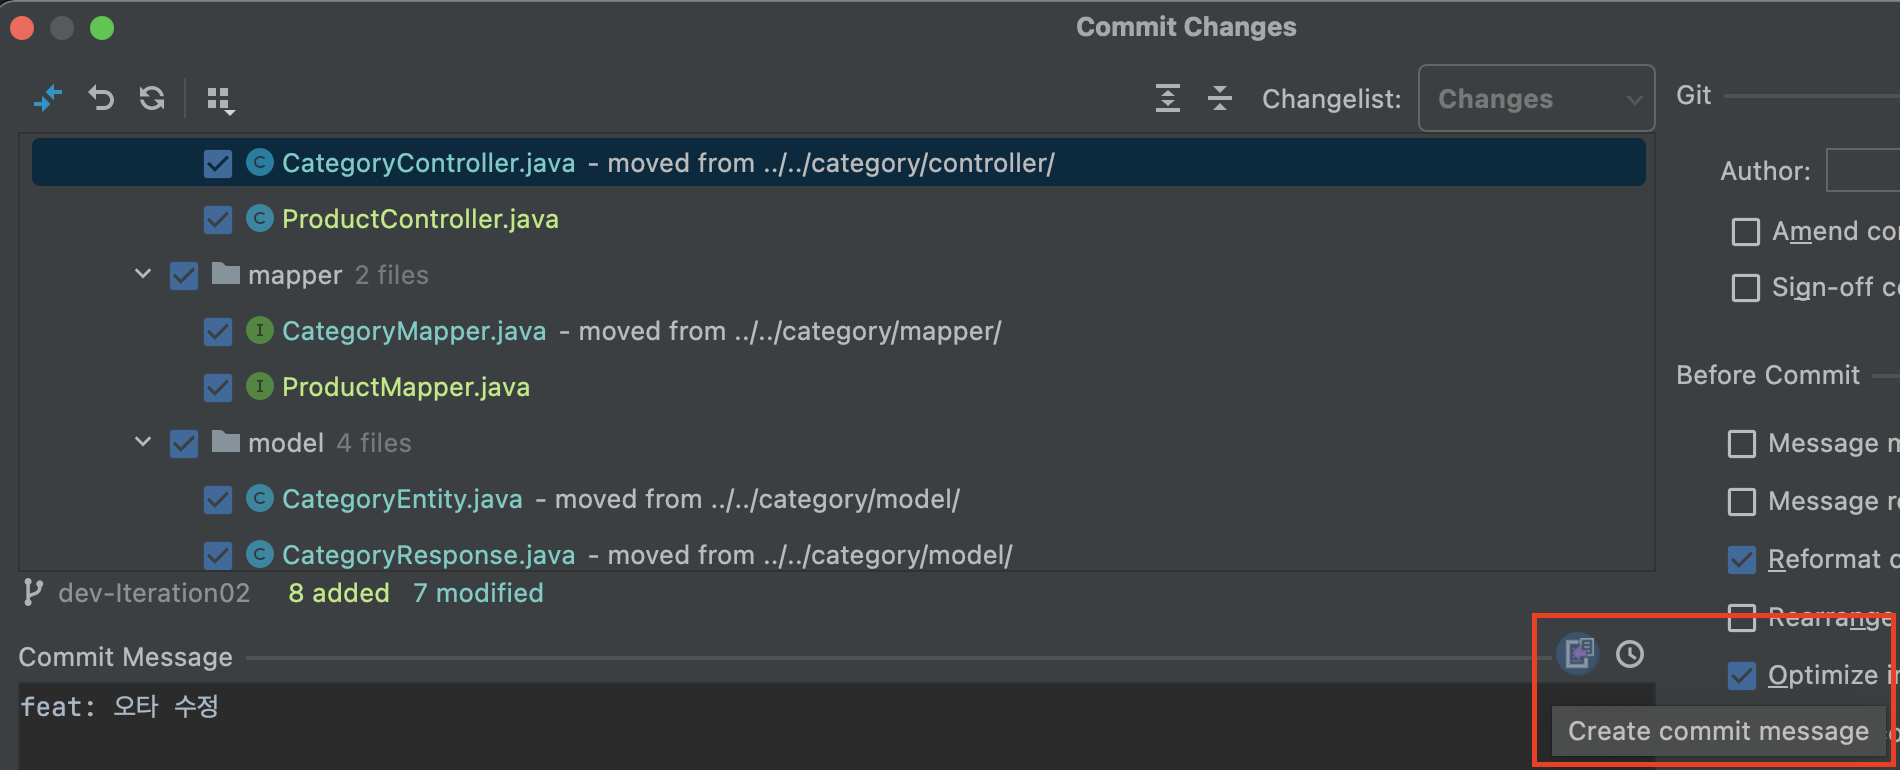 Commit Changes
Changelist: Changes
CategoryController.java - moved from ../../category/controller/
ProductController.java
mapper 2 files
CategoryMapper.java - moved from ../../category/mapper/
ProductMapper.java
model 4 files
CategoryEntity.java - moved from ../../category/model/
CategoryResponse.java - moved from ../../category/model/
dev-Iteration02 8 added 7 modified
Commit Message
feat: 오타 수정
Git
Author:
Amend
Sign-off
Before Commit
Message
Message
Reformat
Rearrange
Optimize
Create commit message